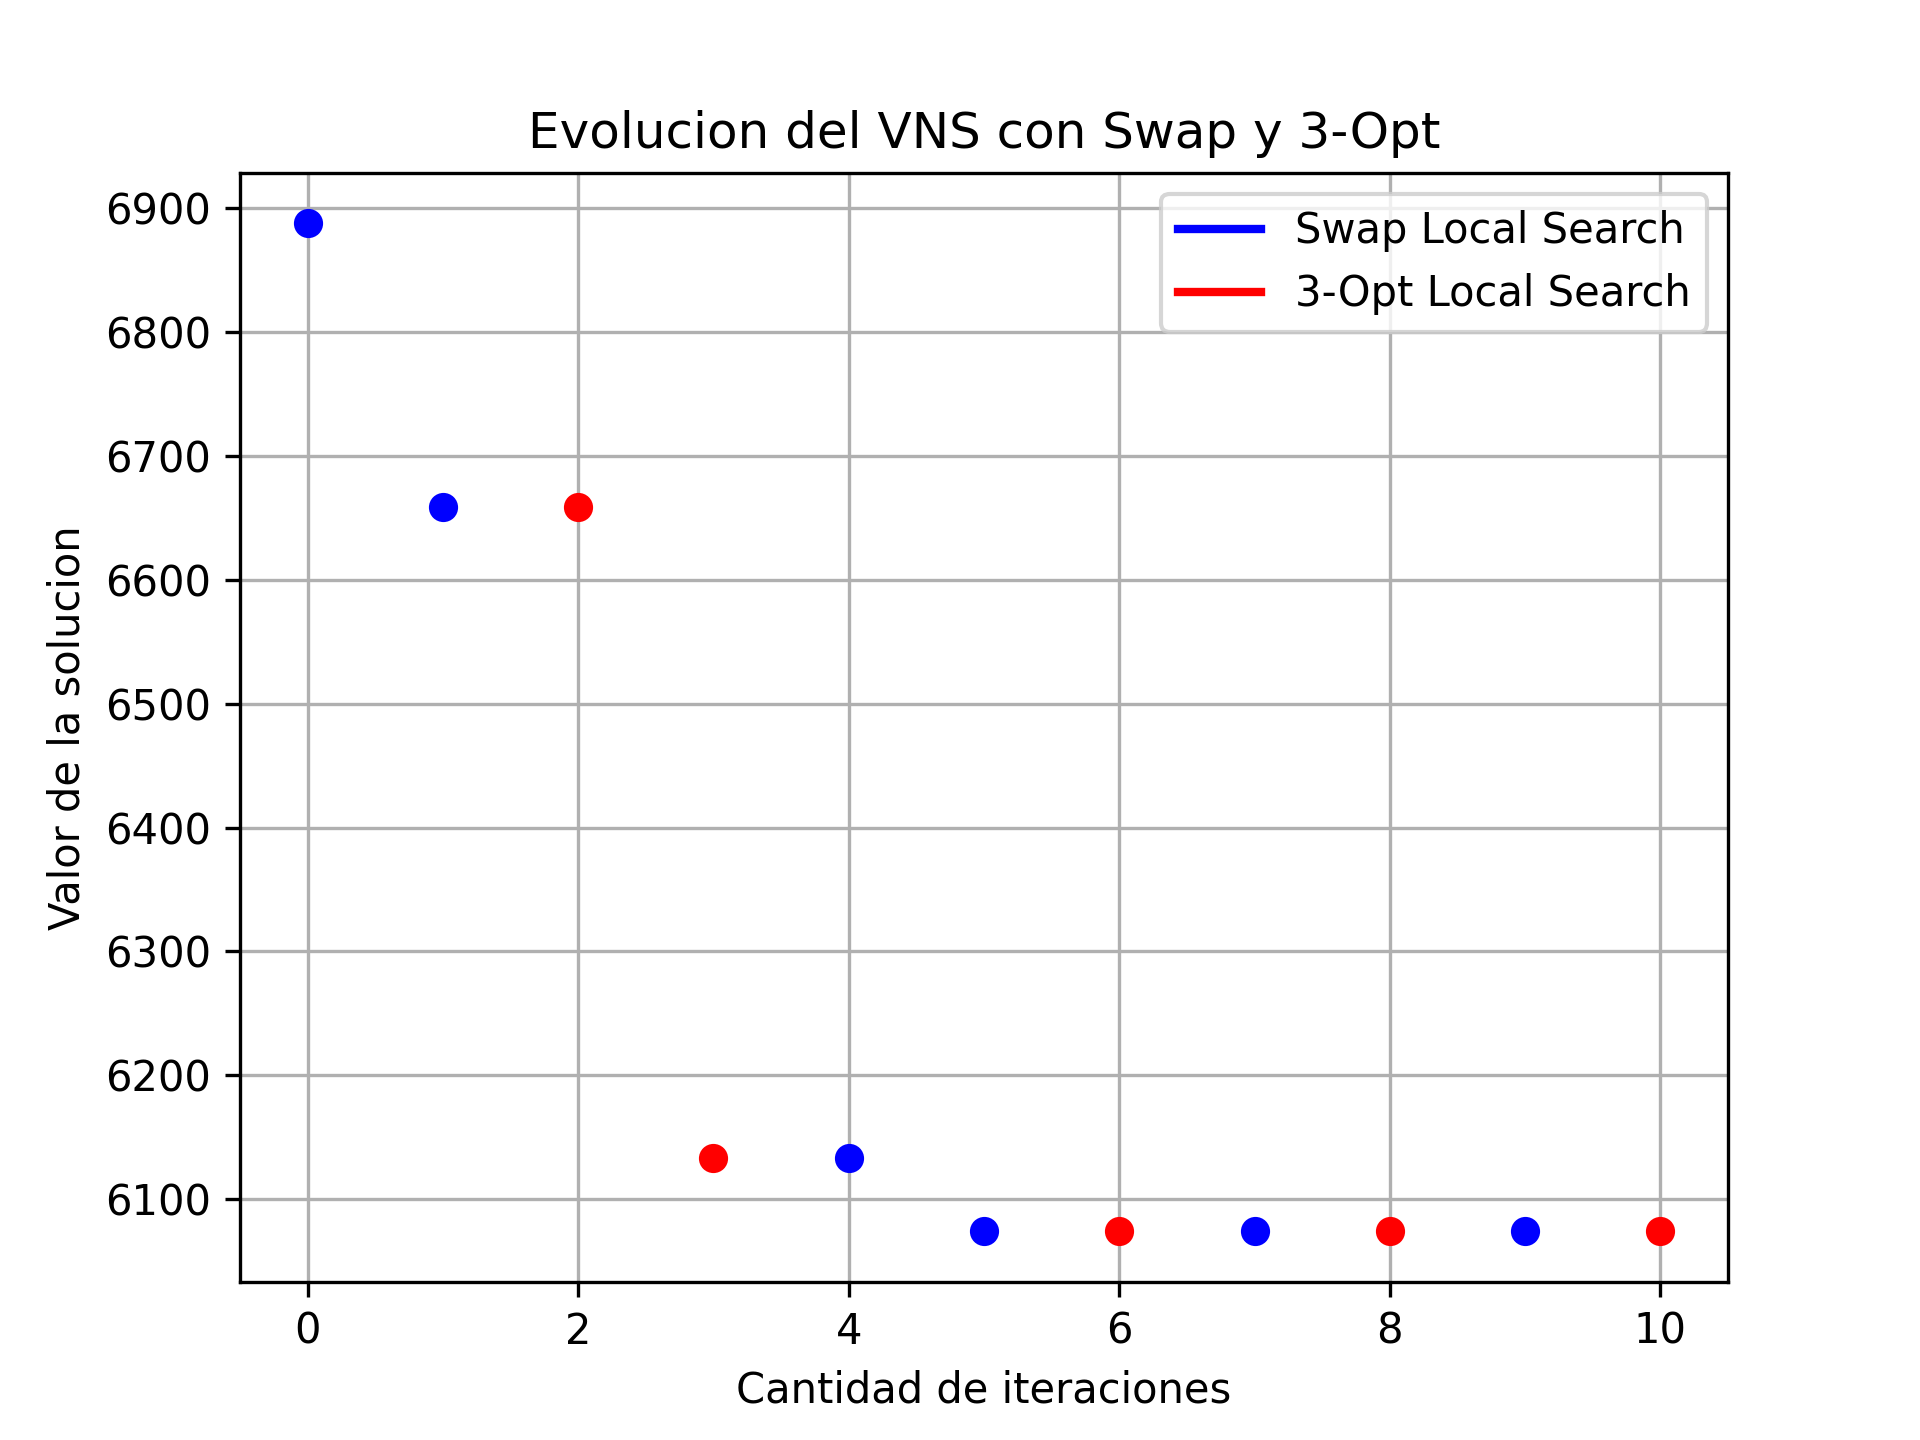 Evolucion del VNS con Swap y 3-Opt
Swap Local Search
3-Opt Local Search
Valor de la solucion
6900
6800
6700
6600
6500
6400
6300
6200
6100
0 2 4 6 8 10
Cantidad de iteraciones